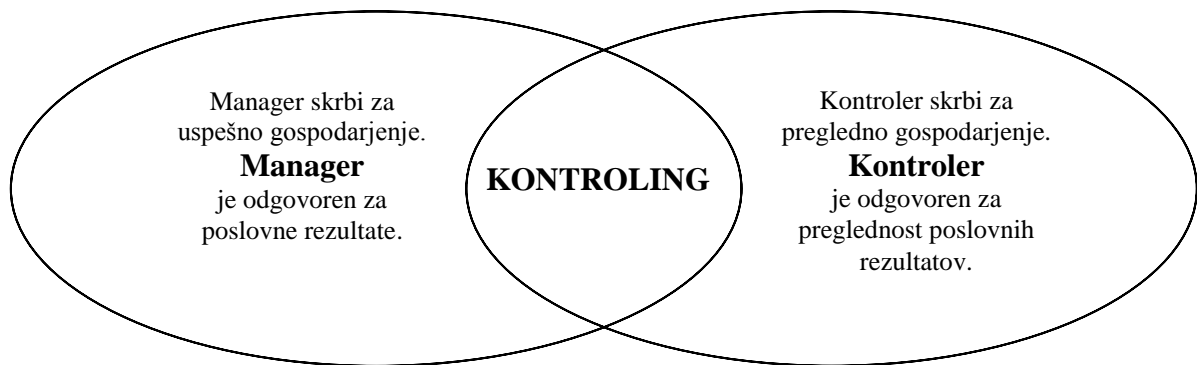 Manager skrbi za
uspešno gospodarjenje.
Manager
je odgovoren za
poslovne rezultate.
KONTROLING
Kontroler skrbi za
pregledno gospodarjenje.
Kontroler
je odgovoren za
preglednost poslovnih
rezultatov.